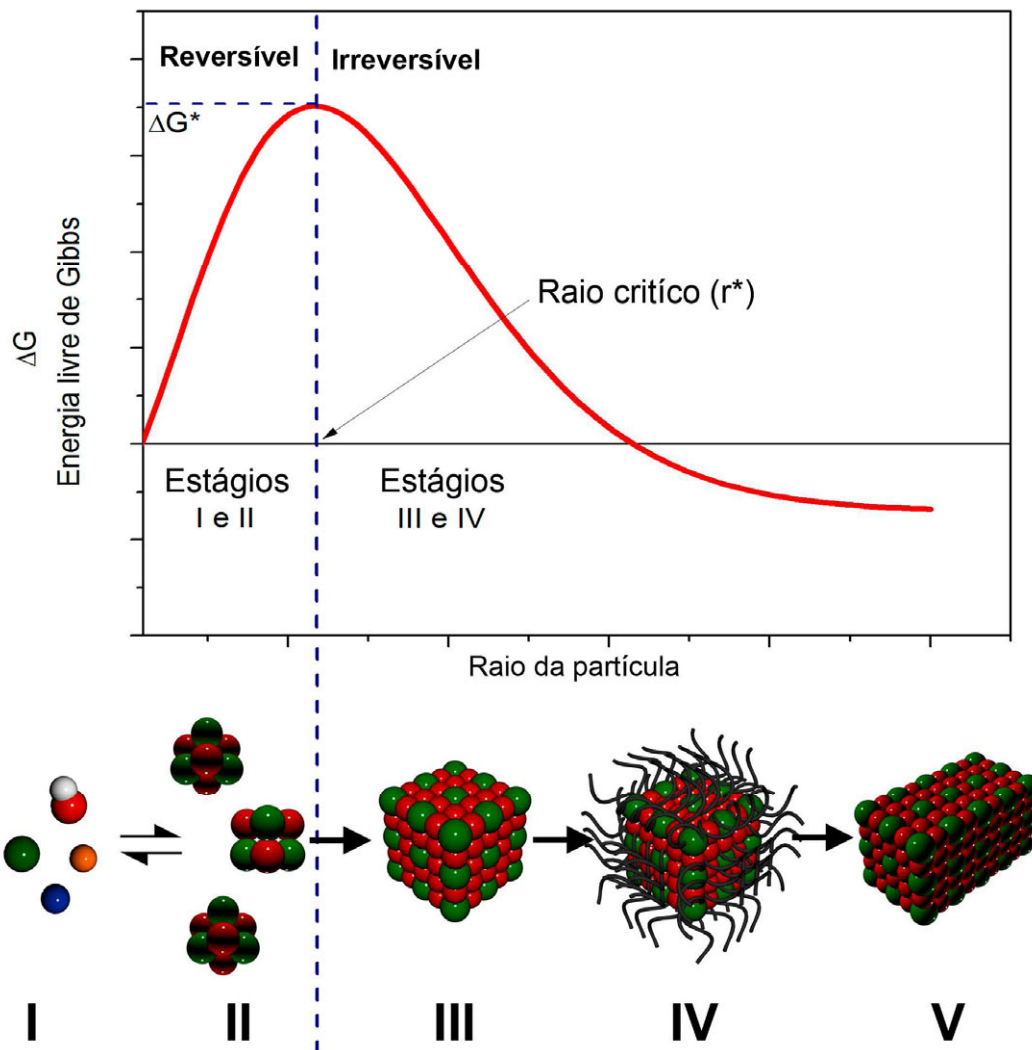 Reversível
Irreversível
ΔG*
ΔG
Energia livre de Gibbs
Raio critíco (r*)
Estágios
I e II
Estágios
III e IV
Raio da partícula
I
II
III
IV
V